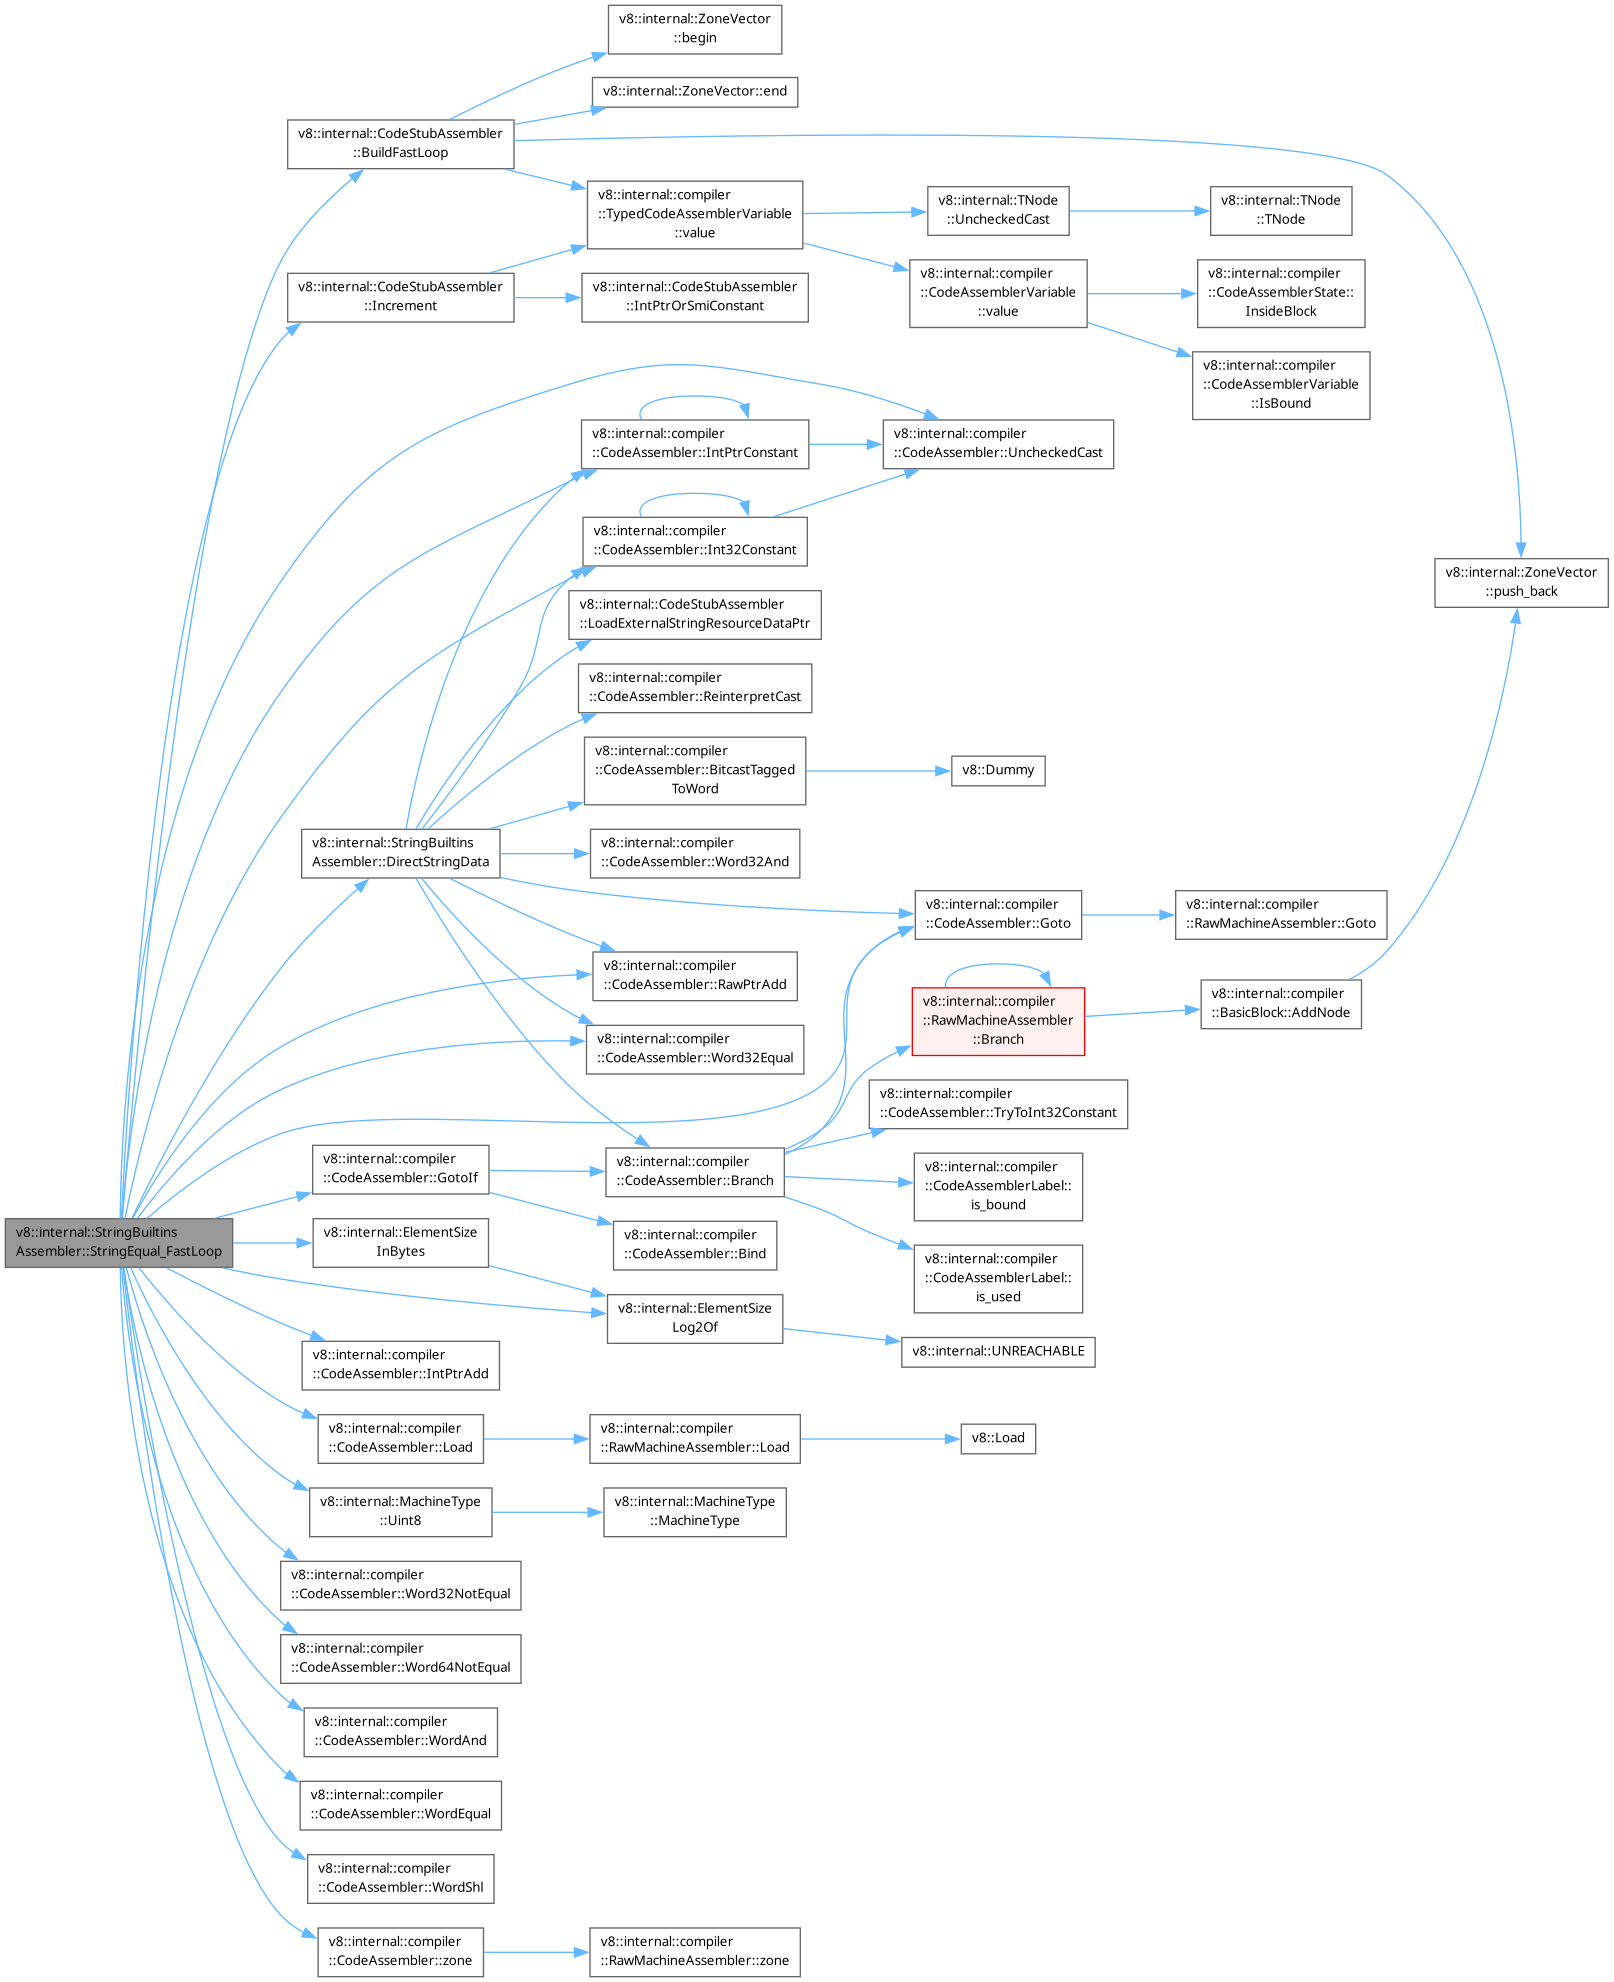 v8::internal::ZoneVector
::begin
v8::internal::ZoneVector::end
v8::internal::CodeStubAssembler
::BuildFastLoop
v8::internal::compiler
::TypedCodeAssemblerVariable
::value
v8::internal::TNode
::UncheckedCast
v8::internal::TNode
::TNode
v8::internal::CodeStubAssembler
::Increment
v8::internal::CodeStubAssembler
::IntPtrOrSmiConstant
v8::internal::compiler
::CodeAssemblerVariable
::value
v8::internal::compiler
::CodeAssemblerState::
InsideBlock
v8::internal::compiler
::CodeAssemblerVariable
::IsBound
v8::internal::compiler
::CodeAssembler::IntPtrConstant
v8::internal::compiler
::CodeAssembler::UncheckedCast
v8::internal::compiler
::CodeAssembler::Int32Constant
v8::internal::ZoneVector
::push_back
v8::internal::CodeStubAssembler
::LoadExternalStringResourceDataPtr
v8::internal::compiler
::CodeAssembler::ReinterpretCast
v8::internal::compiler
::CodeAssembler::BitcastTagged
ToWord
v8::Dummy
v8::internal::StringBuiltins
Assembler::DirectStringData
v8::internal::compiler
::CodeAssembler::Word32And
v8::internal::compiler
::CodeAssembler::Goto
v8::internal::compiler
::RawMachineAssembler::Goto
v8::internal::compiler
::CodeAssembler::RawPtrAdd
v8::internal::compiler
::RawMachineAssembler
::Branch
v8::internal::compiler
::BasicBlock::AddNode
v8::internal::compiler
::CodeAssembler::Word32Equal
v8::internal::compiler
::CodeAssembler::TryToInt32Constant
v8::internal::compiler
::CodeAssembler::GotoIf
v8::internal::compiler
::CodeAssembler::Branch
v8::internal::compiler
::CodeAssemblerLabel::
is_bound
v8::internal::StringBuiltins
Assembler::StringEqual_FastLoop
v8::internal::ElementSize
InBytes
v8::internal::compiler
::CodeAssembler::Bind
v8::internal::compiler
::CodeAssemblerLabel::
is_used
v8::internal::ElementSize
Log2Of
v8::internal::UNREACHABLE
v8::internal::compiler
::CodeAssembler::IntPtrAdd
v8::internal::compiler
::CodeAssembler::Load
v8::internal::compiler
::RawMachineAssembler::Load
v8::Load
v8::internal::MachineType
::Uint8
v8::internal::MachineType
::MachineType
v8::internal::compiler
::CodeAssembler::Word32NotEqual
v8::internal::compiler
::CodeAssembler::Word64NotEqual
v8::internal::compiler
::CodeAssembler::WordAnd
v8::internal::compiler
::CodeAssembler::WordEqual
v8::internal::compiler
::CodeAssembler::WordShl
v8::internal::compiler
::CodeAssembler::zone
v8::internal::compiler
::RawMachineAssembler::zone